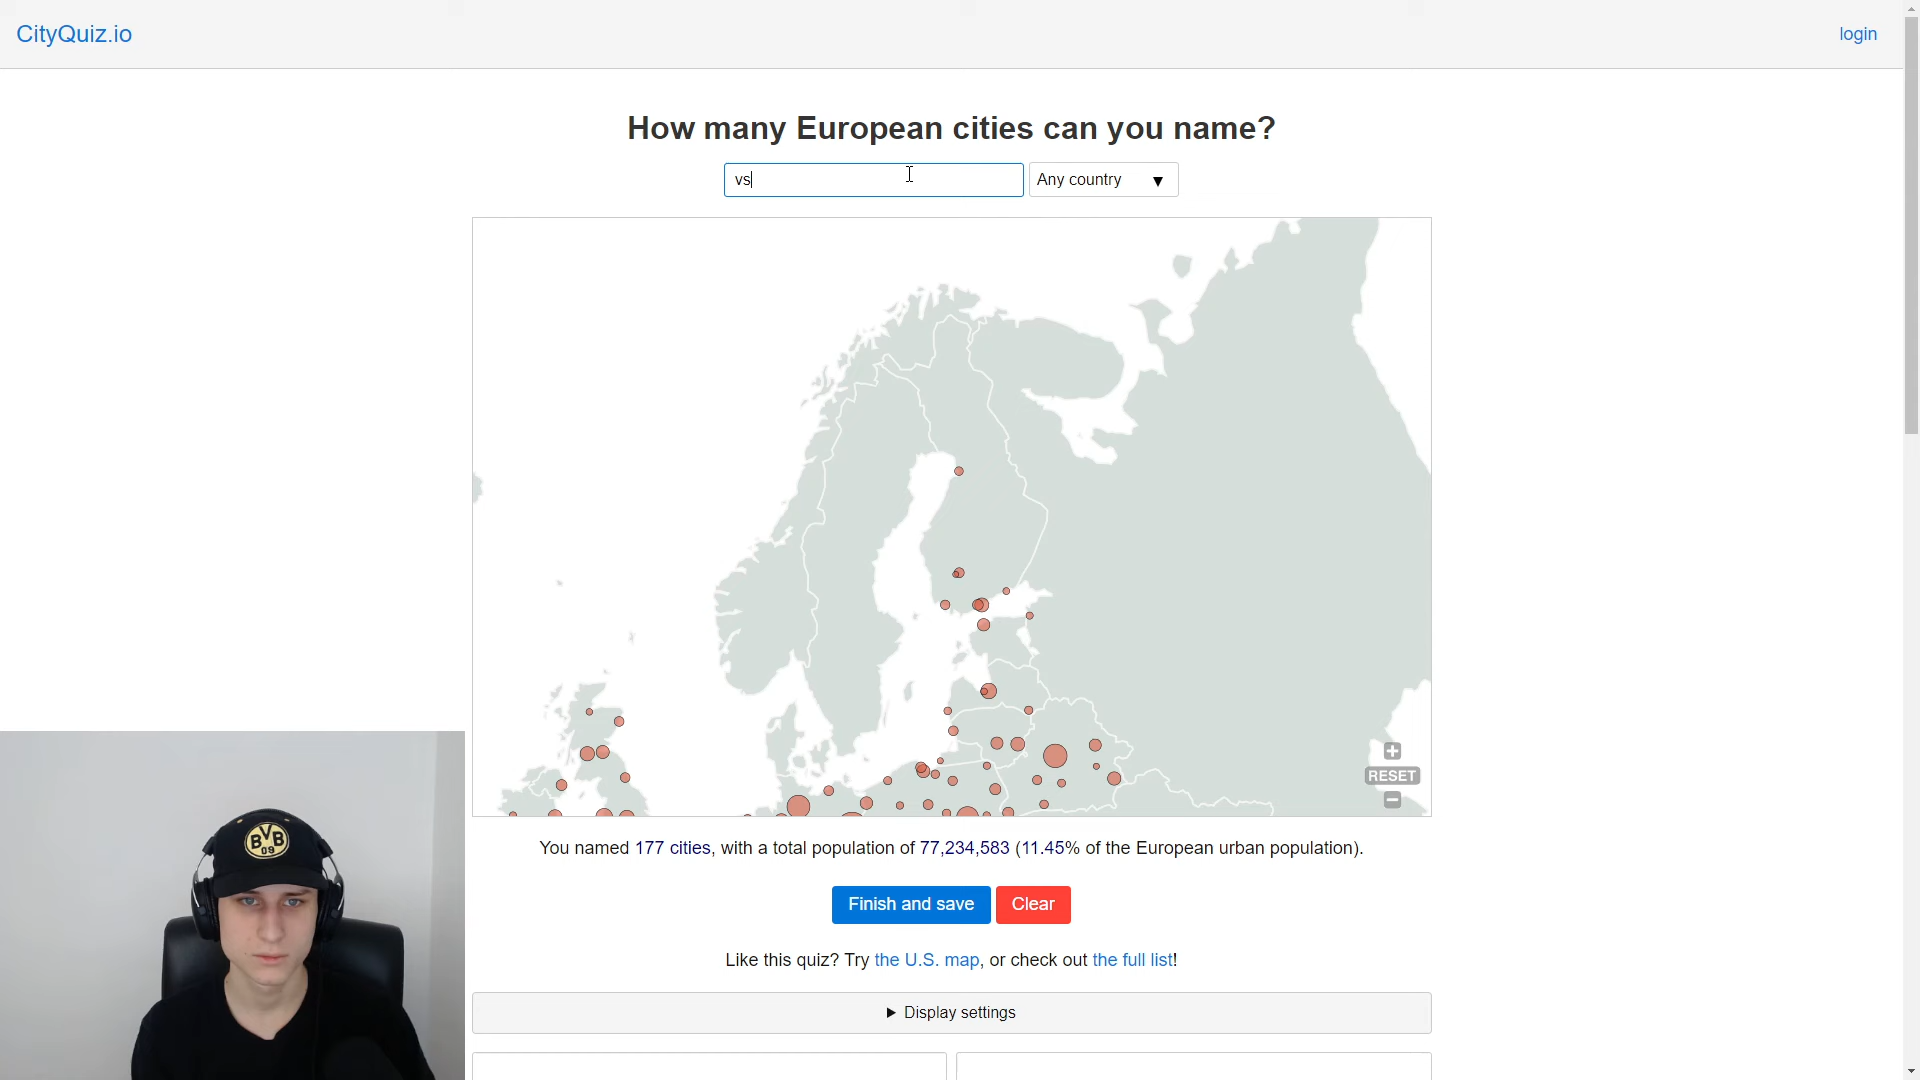 CityQuiz.io
login
How many European cities can you name?
vs
Any country ▼
+
RESET
−
You named 177 cities, with a total population of 77,234,583 (11.45% of the European urban population).
Finish and save
Clear
Like this quiz? Try the U.S. map, or check out the full list!
▶ Display settings
BVB
09